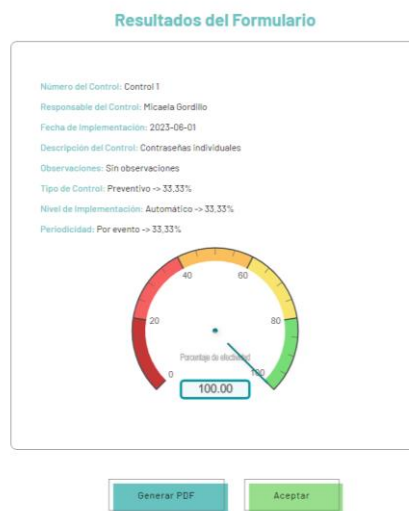 Resultados del Formulario
Número del Control: Control 1
Responsable del Control: Micaela Gordillo
Fecha de Implementación: 2023-06-01
Descripción del Control: Contraseñas individuales
Observaciones: Sin observaciones
Tipo de Control: Preventivo -> 33,33%
Nivel de Implementación: Automático -> 33,33%
Periodicidad: Por evento -> 33,33%
40 60
20 80
Porcentaje de efectividad
0 100
100.00
Generar PDF Aceptar